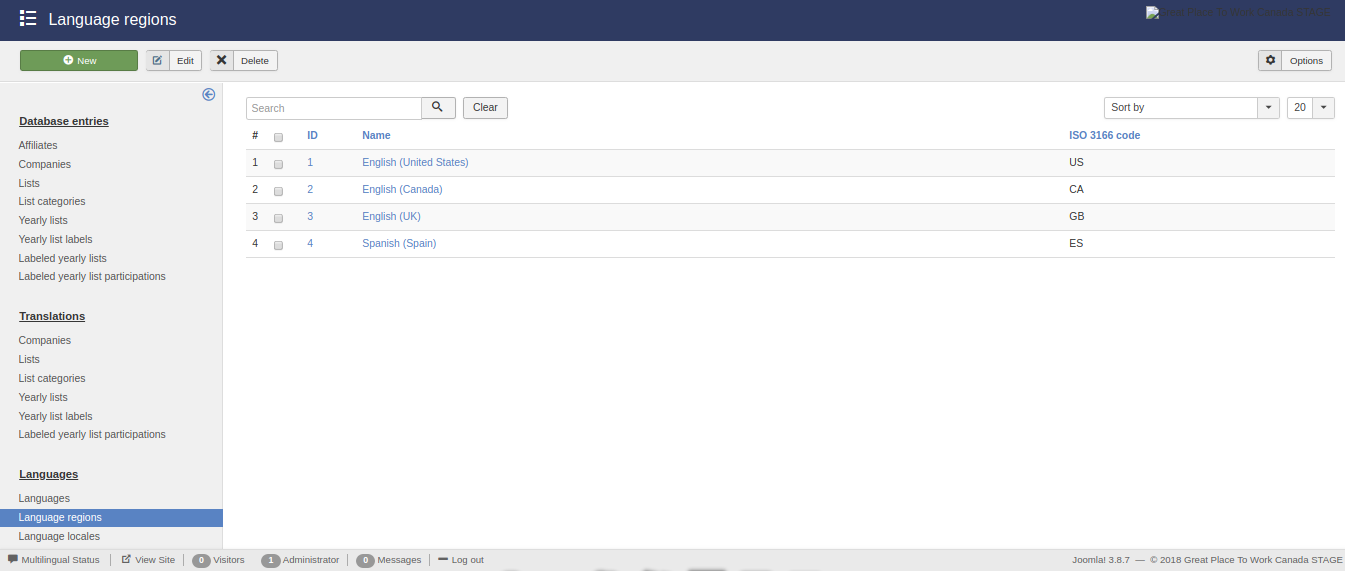 Language regions
Great Place To Work Canada STAGE
New Edit Delete Options
Search Clear Sort by 20
# ID Name ISO 3166 code
1 1 English (United States) US
2 2 English (Canada) CA
3 3 English (UK) GB
4 4 Spanish (Spain) ES
Database entries
Affiliates
Companies
Lists
List categories
Yearly lists
Yearly list labels
Labeled yearly lists
Labeled yearly list participations
Translations
Companies
Lists
List categories
Yearly lists
Yearly list labels
Labeled yearly list participations
Languages
Languages
Language regions
Language locales
Multilingual Status View Site 0 Visitors 1 Administrator 0 Messages Log out Joomla! 3.8.7 — © 2018 Great Place To Work Canada STAGE